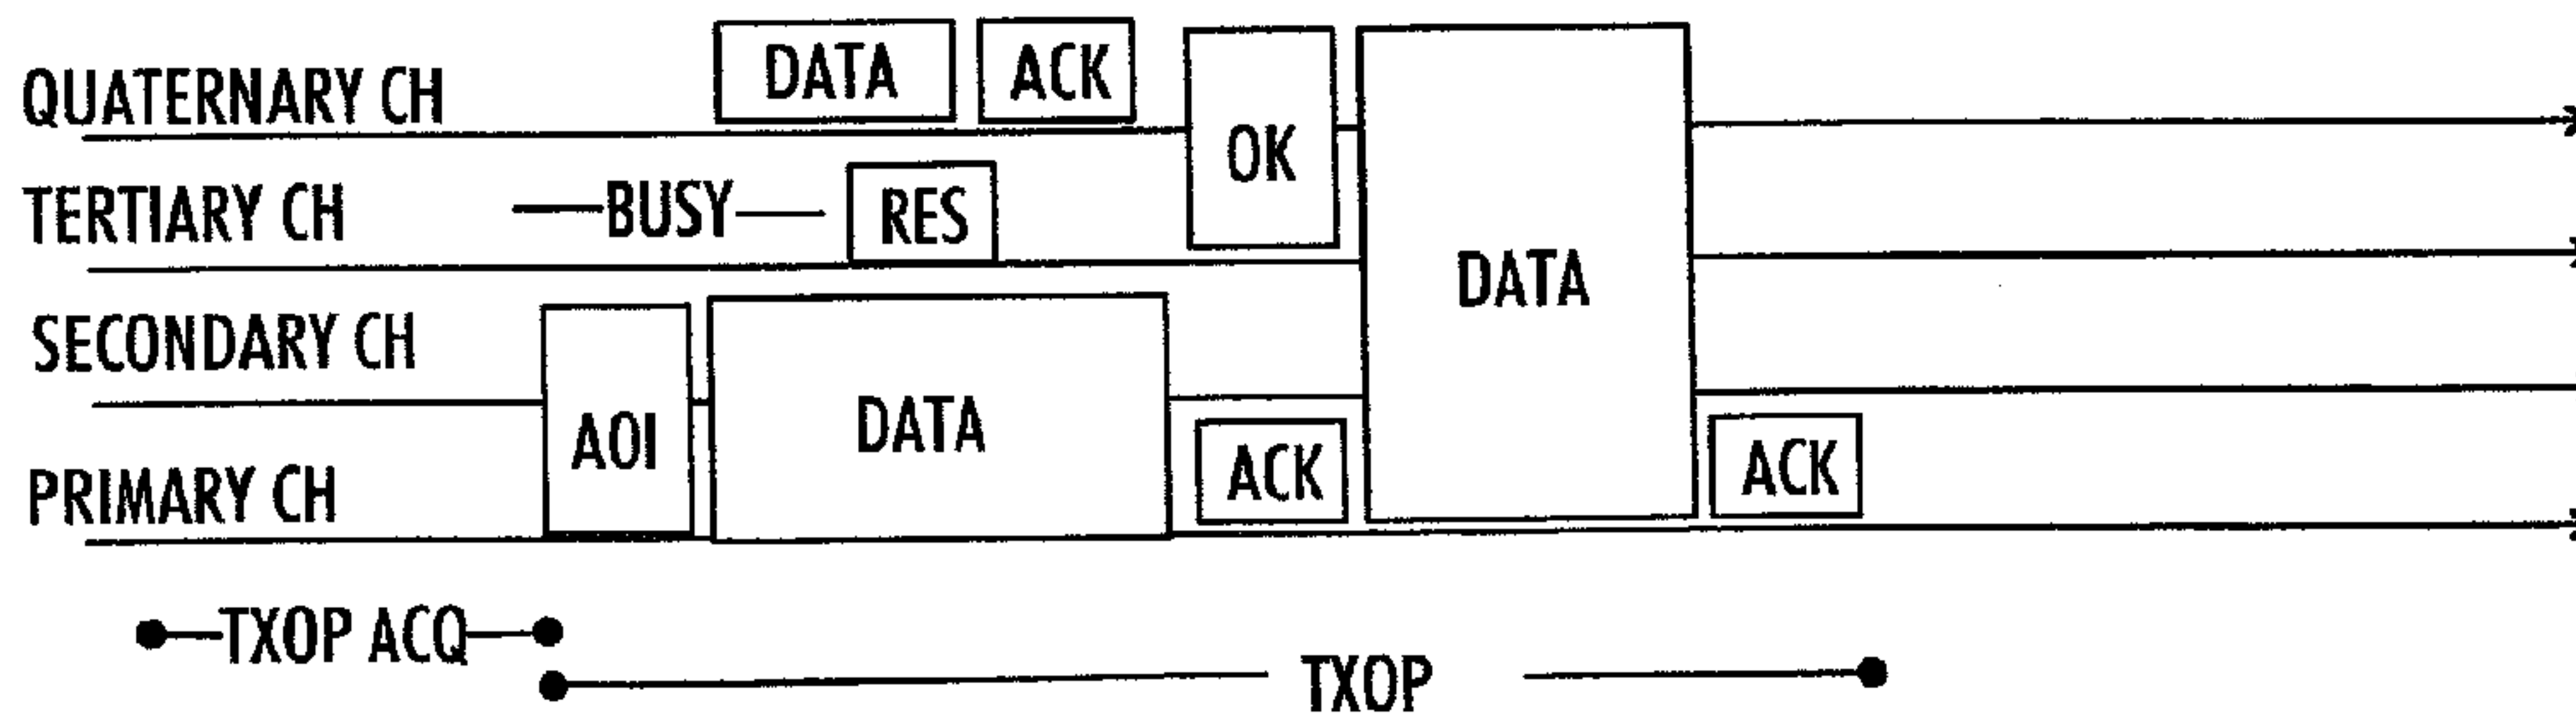 DATA ACK
QUATERNARY CH
OK
TERTIARY CH BUSY RES
DATA
SECONDARY CH
AOI DATA
PRIMARY CH ACK ACK
TXOP ACQ
TXOP